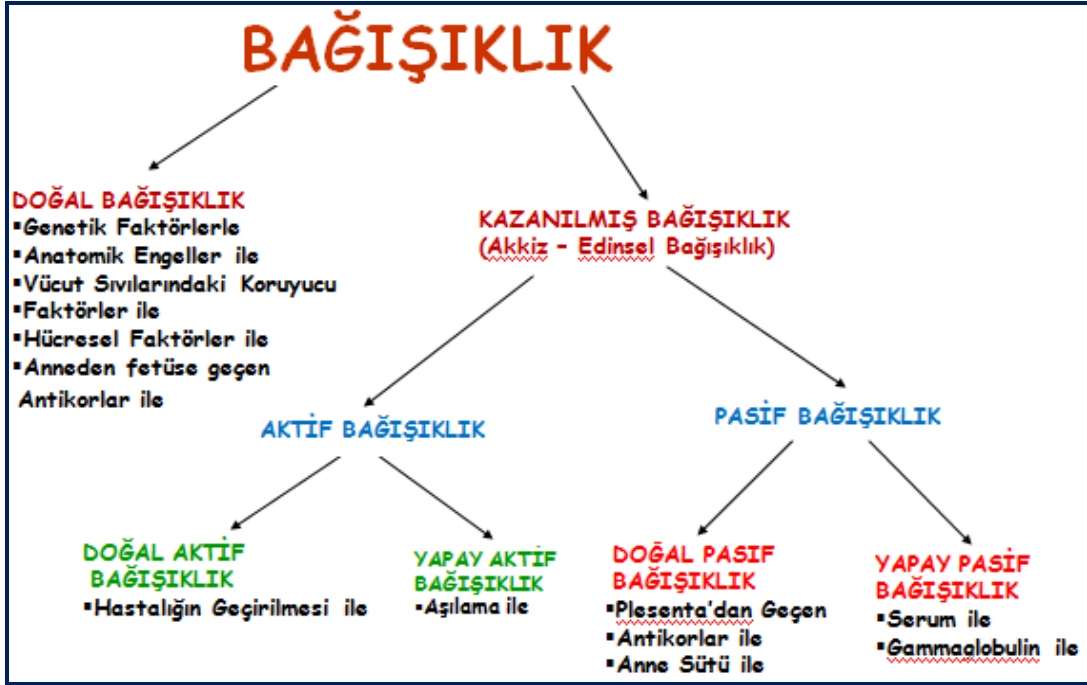 BAĞIŞIKLIK
DOĞAL BAĞIŞIKLIK
▪Genetik Faktörlerle
▪Anatomik Engeller ile
▪Vücut Sıvılarındaki Koruyucu
▪Faktörler ile
▪Hücresel Faktörler ile
▪Anneden fetüse geçen
Antikorlar ile
KAZANILMIŞ BAĞIŞIKLIK
(Akkiz – Edinsel Bağışıklık)
AKTİF BAĞIŞIKLIK
PASİF BAĞIŞIKLIK
DOĞAL AKTİF
BAĞIŞIKLIK
▪Hastalığın Geçirilmesi ile
YAPAY AKTİF
BAĞIŞIKLIK
▪Aşılama ile
DOĞAL PASIF
BAĞIŞIKLIK
▪Plesenta’dan Geçen
▪Antikorlar ile
▪Anne Sütü ile
YAPAY PASİF
BAĞIŞIKLIK
▪Serum ile
▪Gammaglobulin ile